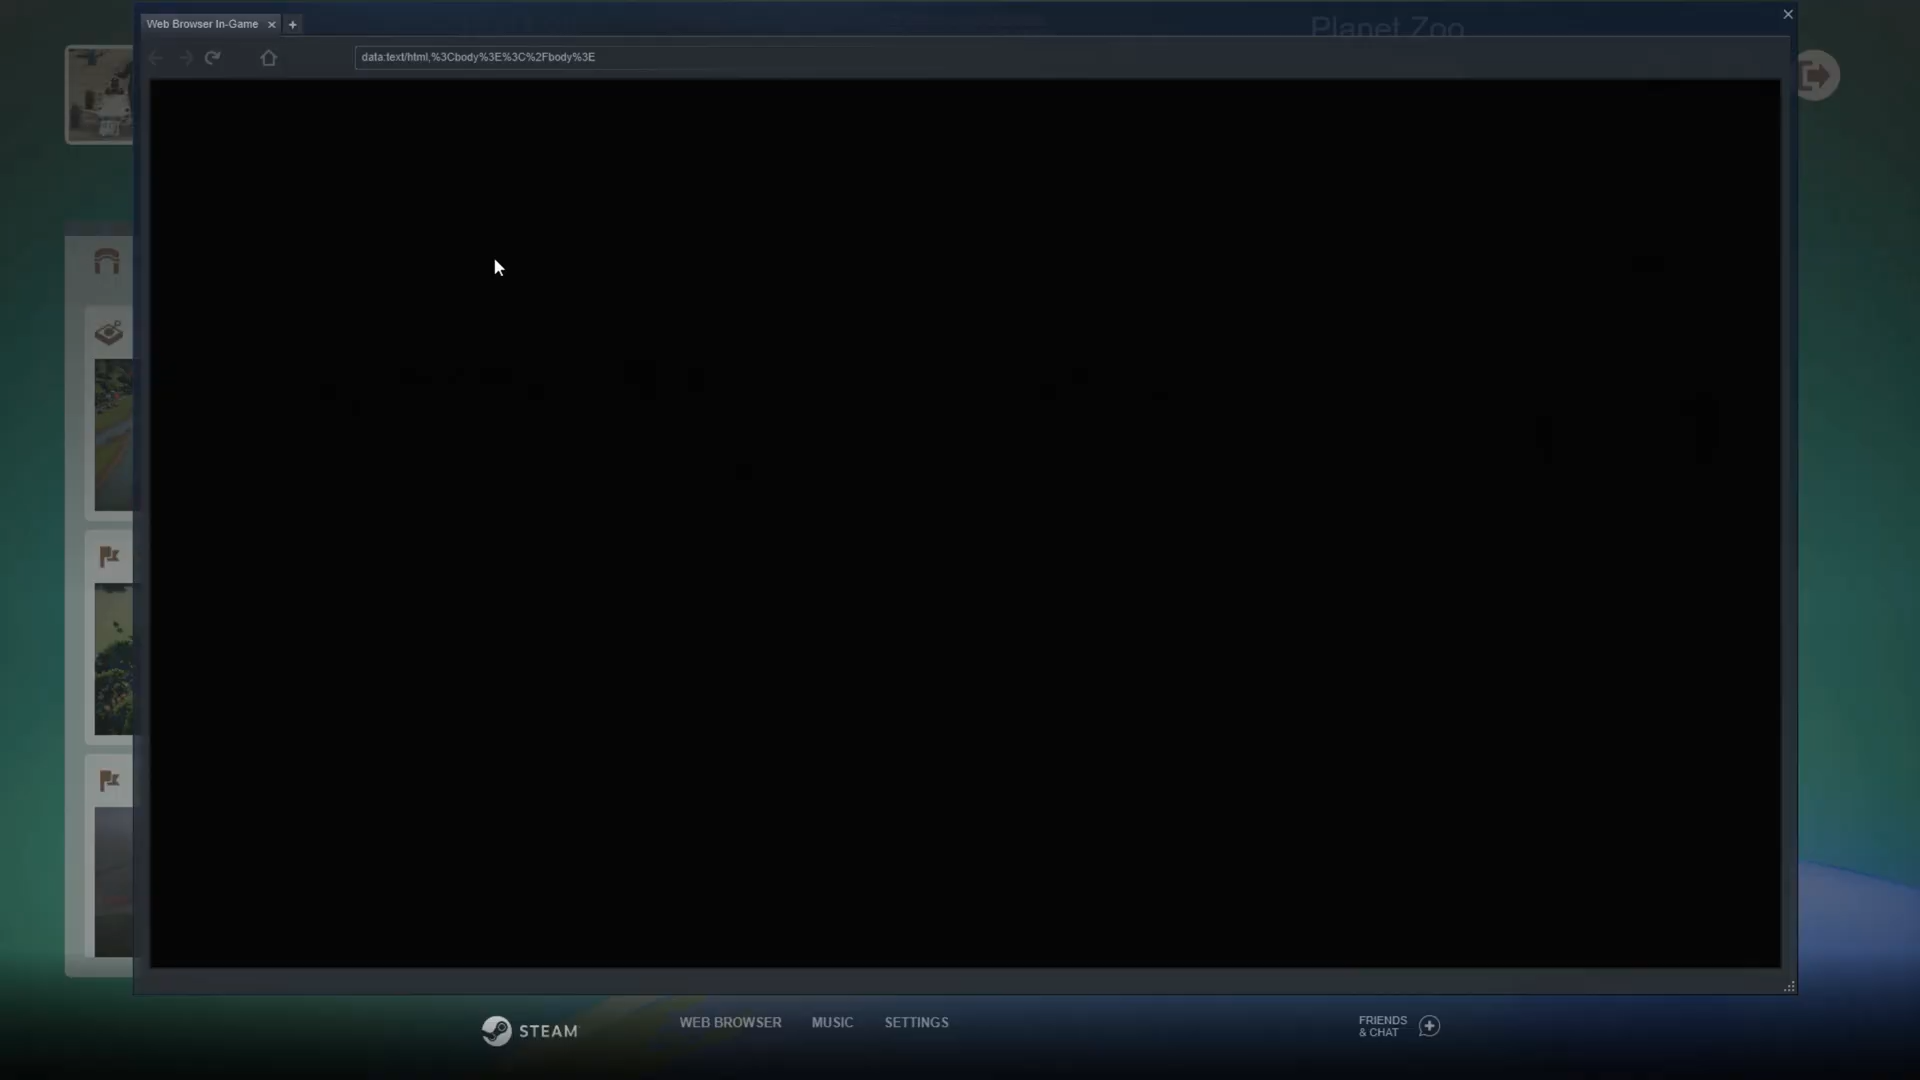 Web Browser In-Game
Planet Zoo
data:text/html,%3Cbody%3E%3C%2Fbody%3E
STEAM
WEB BROWSER
MUSIC
SETTINGS
FRIENDS
& CHAT